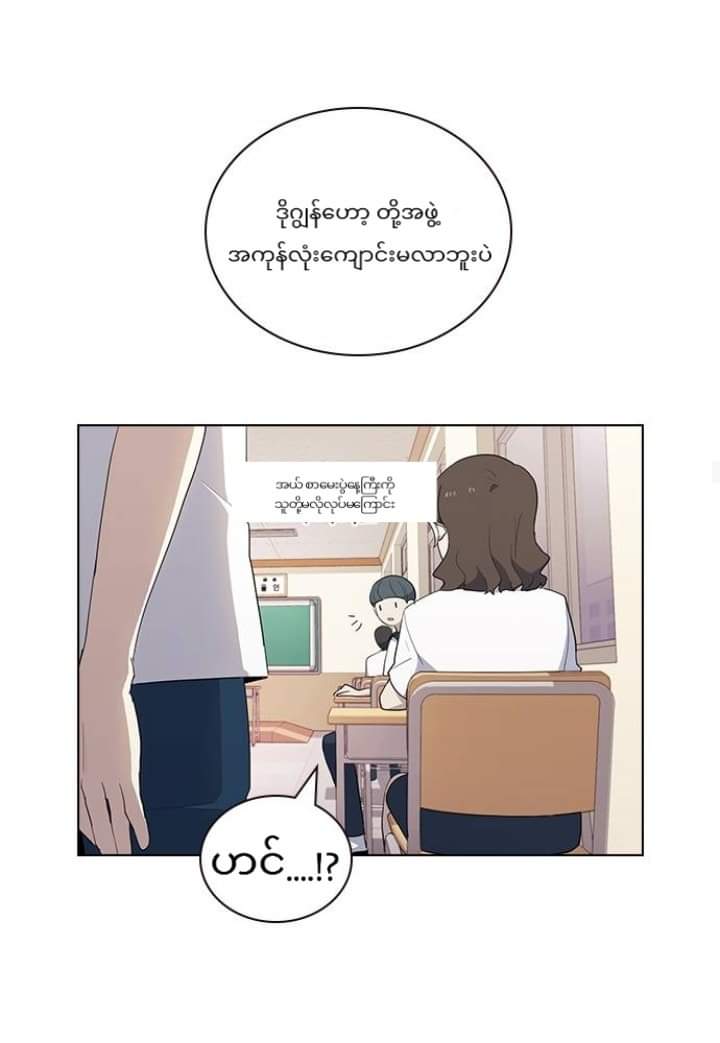 ဒိုဂျွန်ဟော့ တို့အဖွဲ့
အကုန်လုံးကျောင်းမလာဘူးပဲ
အယ် စာမေးပွဲနေ့ကြီးကို
သူတို့မလိုလုပ်မကြောင်း
ဟင်....!?